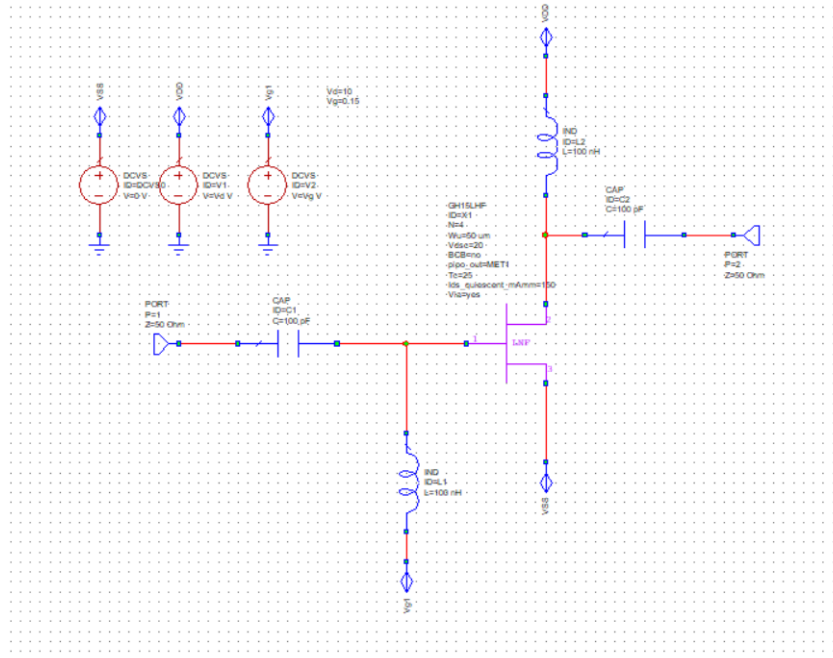 VDD
VSS
VDD
Vg1
Vd=10
Vg=0.15
DCVS
V=0 V
DCVS
ID=V1
V=Vd V
DCVS
ID=V2
V=Vg V
IND
ID=L2
L=100 nH
CAP
ID=C2
C=100 pF
GH15LHF
ID=X1
N=4
Wu=50 um
Vdsc=20
BCB=no
pipo_out=MET1
Tc=25
Ids_quiescent_mAmm=150
Via=yes
PORT
P=2
Z=50 Ohm
PORT
P=1
Z=50 Ohm
CAP
ID=C1
C=100 pF
2
1
3
IND
ID=L1
L=100 nH
VSS
Vg1